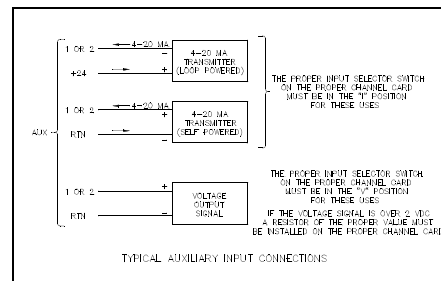 1 OR 2
4-20 MA
−
+24
+
4-20 MA
TRANSMITTER
(LOOP POWERED)
1 OR 2
4-20 MA
+
RTN
−
4-20 MA
TRANSMITTER
(SELF POWERED)
AUX
THE PROPER INPUT SELECTOR SWITCH
ON THE PROPER CHANNEL CARD
MUST BE IN THE "I" POSITION
FOR THESE USES
1 OR 2
+
RTN
−
VOLTAGE
OUTPUT
SIGNAL
THE PROPER INPUT SELECTOR SWITCH
ON THE PROPER CHANNEL CARD
MUST BE IN THE "V" POSITION
FOR THESE USES
IF THE VOLTAGE SIGNAL IS OVER 2 VDC
A RESISTOR OF THE PROPER VALUE MUST
BE INSTALLED ON THE PROPER CHANNEL CARD
TYPICAL AUXILIARY INPUT CONNECTIONS